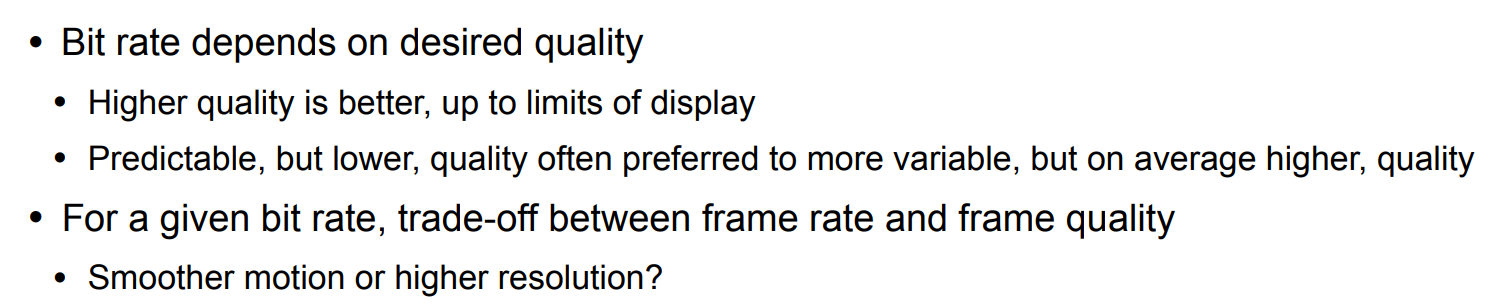 • Bit rate depends on desired quality
• Higher quality is better, up to limits of display
• Predictable, but lower, quality often preferred to more variable, but on average higher, quality
• For a given bit rate, trade-off between frame rate and frame quality
• Smoother motion or higher resolution?